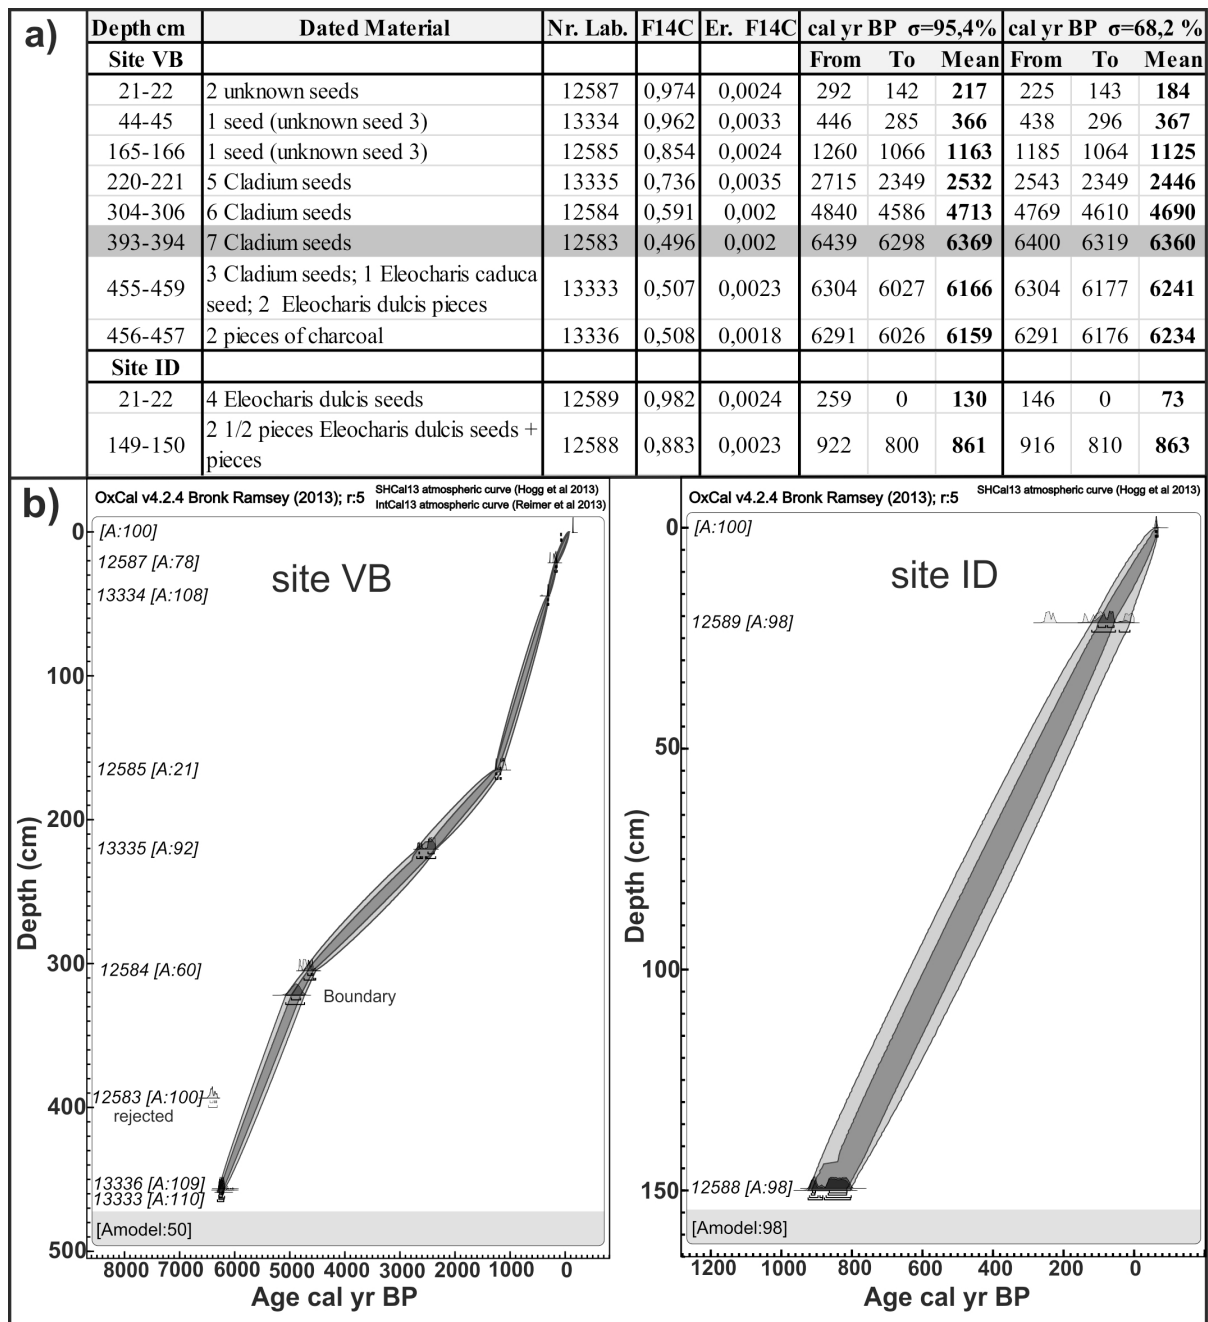 a)
Depth cm Dated Material Nr. Lab. F14C Er. F14C cal yr BP σ=95,4% cal yr BP σ=68,2 %
Site VB From To Mean From To Mean
21-22 2 unknown seeds 12587 0,974 0,0024 292 142 217 225 143 184
44-45 1 seed (unknown seed 3) 13334 0,962 0,0033 446 285 366 438 296 367
165-166 1 seed (unknown seed 3) 12585 0,854 0,0024 1260 1066 1163 1185 1064 1125
220-221 5 Cladium seeds 13335 0,736 0,0035 2715 2349 2532 2543 2349 2446
304-306 6 Cladium seeds 12584 0,591 0,002 4840 4586 4713 4769 4610 4690
393-394 7 Cladium seeds 12583 0,496 0,002 6439 6298 6369 6400 6319 6360
455-459 3 Cladium seeds; 1 Eleocharis caduca
seed; 2 Eleocharis dulcis pieces 13333 0,507 0,0023 6304 6027 6166 6304 6177 6241
456-457 2 pieces of charcoal 13336 0,508 0,0018 6291 6026 6159 6291 6176 6234
Site ID
21-22 4 Eleocharis dulcis seeds 12589 0,982 0,0024 259 0 130 146 0 73
149-150 2 1/2 pieces Eleocharis dulcis seeds +
pieces 12588 0,883 0,0023 922 800 861 916 810 863
b)
OxCal v4.2.4 Bronk Ramsey (2013); r:5
SHCal13 atmospheric curve (Hogg et al 2013)
IntCal13 atmospheric curve (Reimer et al 2013)
site VB
0 [A:100]
12587 [A:78]
13334 [A:108]
100
12585 [A:21]
200
13335 [A:92]
300
12584 [A:60]
Boundary
12583 [A:100]
400
rejected
13336 [A:109]
13333 [A:110]
[Amodel:50]
500
Depth (cm)
8000 7000 6000 5000 4000 3000 2000 1000 0
Age cal yr BP
OxCal v4.2.4 Bronk Ramsey (2013); r:5
SHCal13 atmospheric curve (Hogg et al 2013)
site ID
0 [A:100]
12589 [A:98]
50
100
150
12588 [A:98]
[Amodel:98]
Depth (cm)
1200 1000 800 600 400 200 0
Age cal yr BP